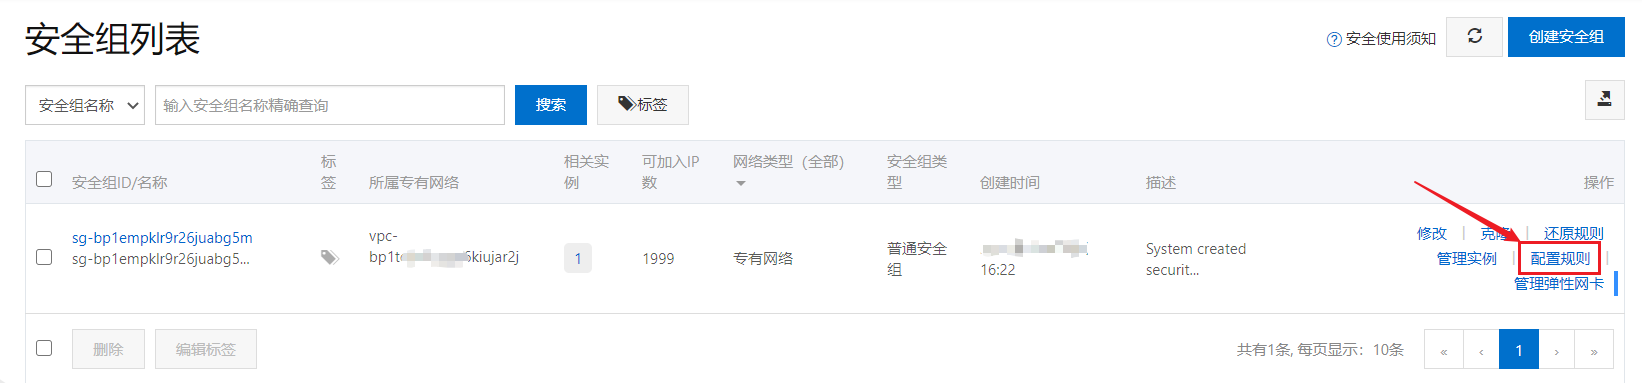 安全组列表
安全使用须知
创建安全组
安全组名称
输入安全组名称精确查询
搜索
标签
安全组ID/名称
标签
所属专有网络
相关实例
可加入IP数
网络类型（全部）
安全组类型
创建时间
描述
操作
sg-bp1empklr9r26juabg5m
sg-bp1empklr9r26juabg5...
vpc-
bp1t
6kiujar2j
1
1999
专有网络
普通安全组
16:22
System created
securit...
修改 | 克隆 | 还原规则
管理实例 | 配置规则 |
管理弹性网卡
删除
编辑标签
共有1条, 每页显示：10条
« ‹ 1 › »